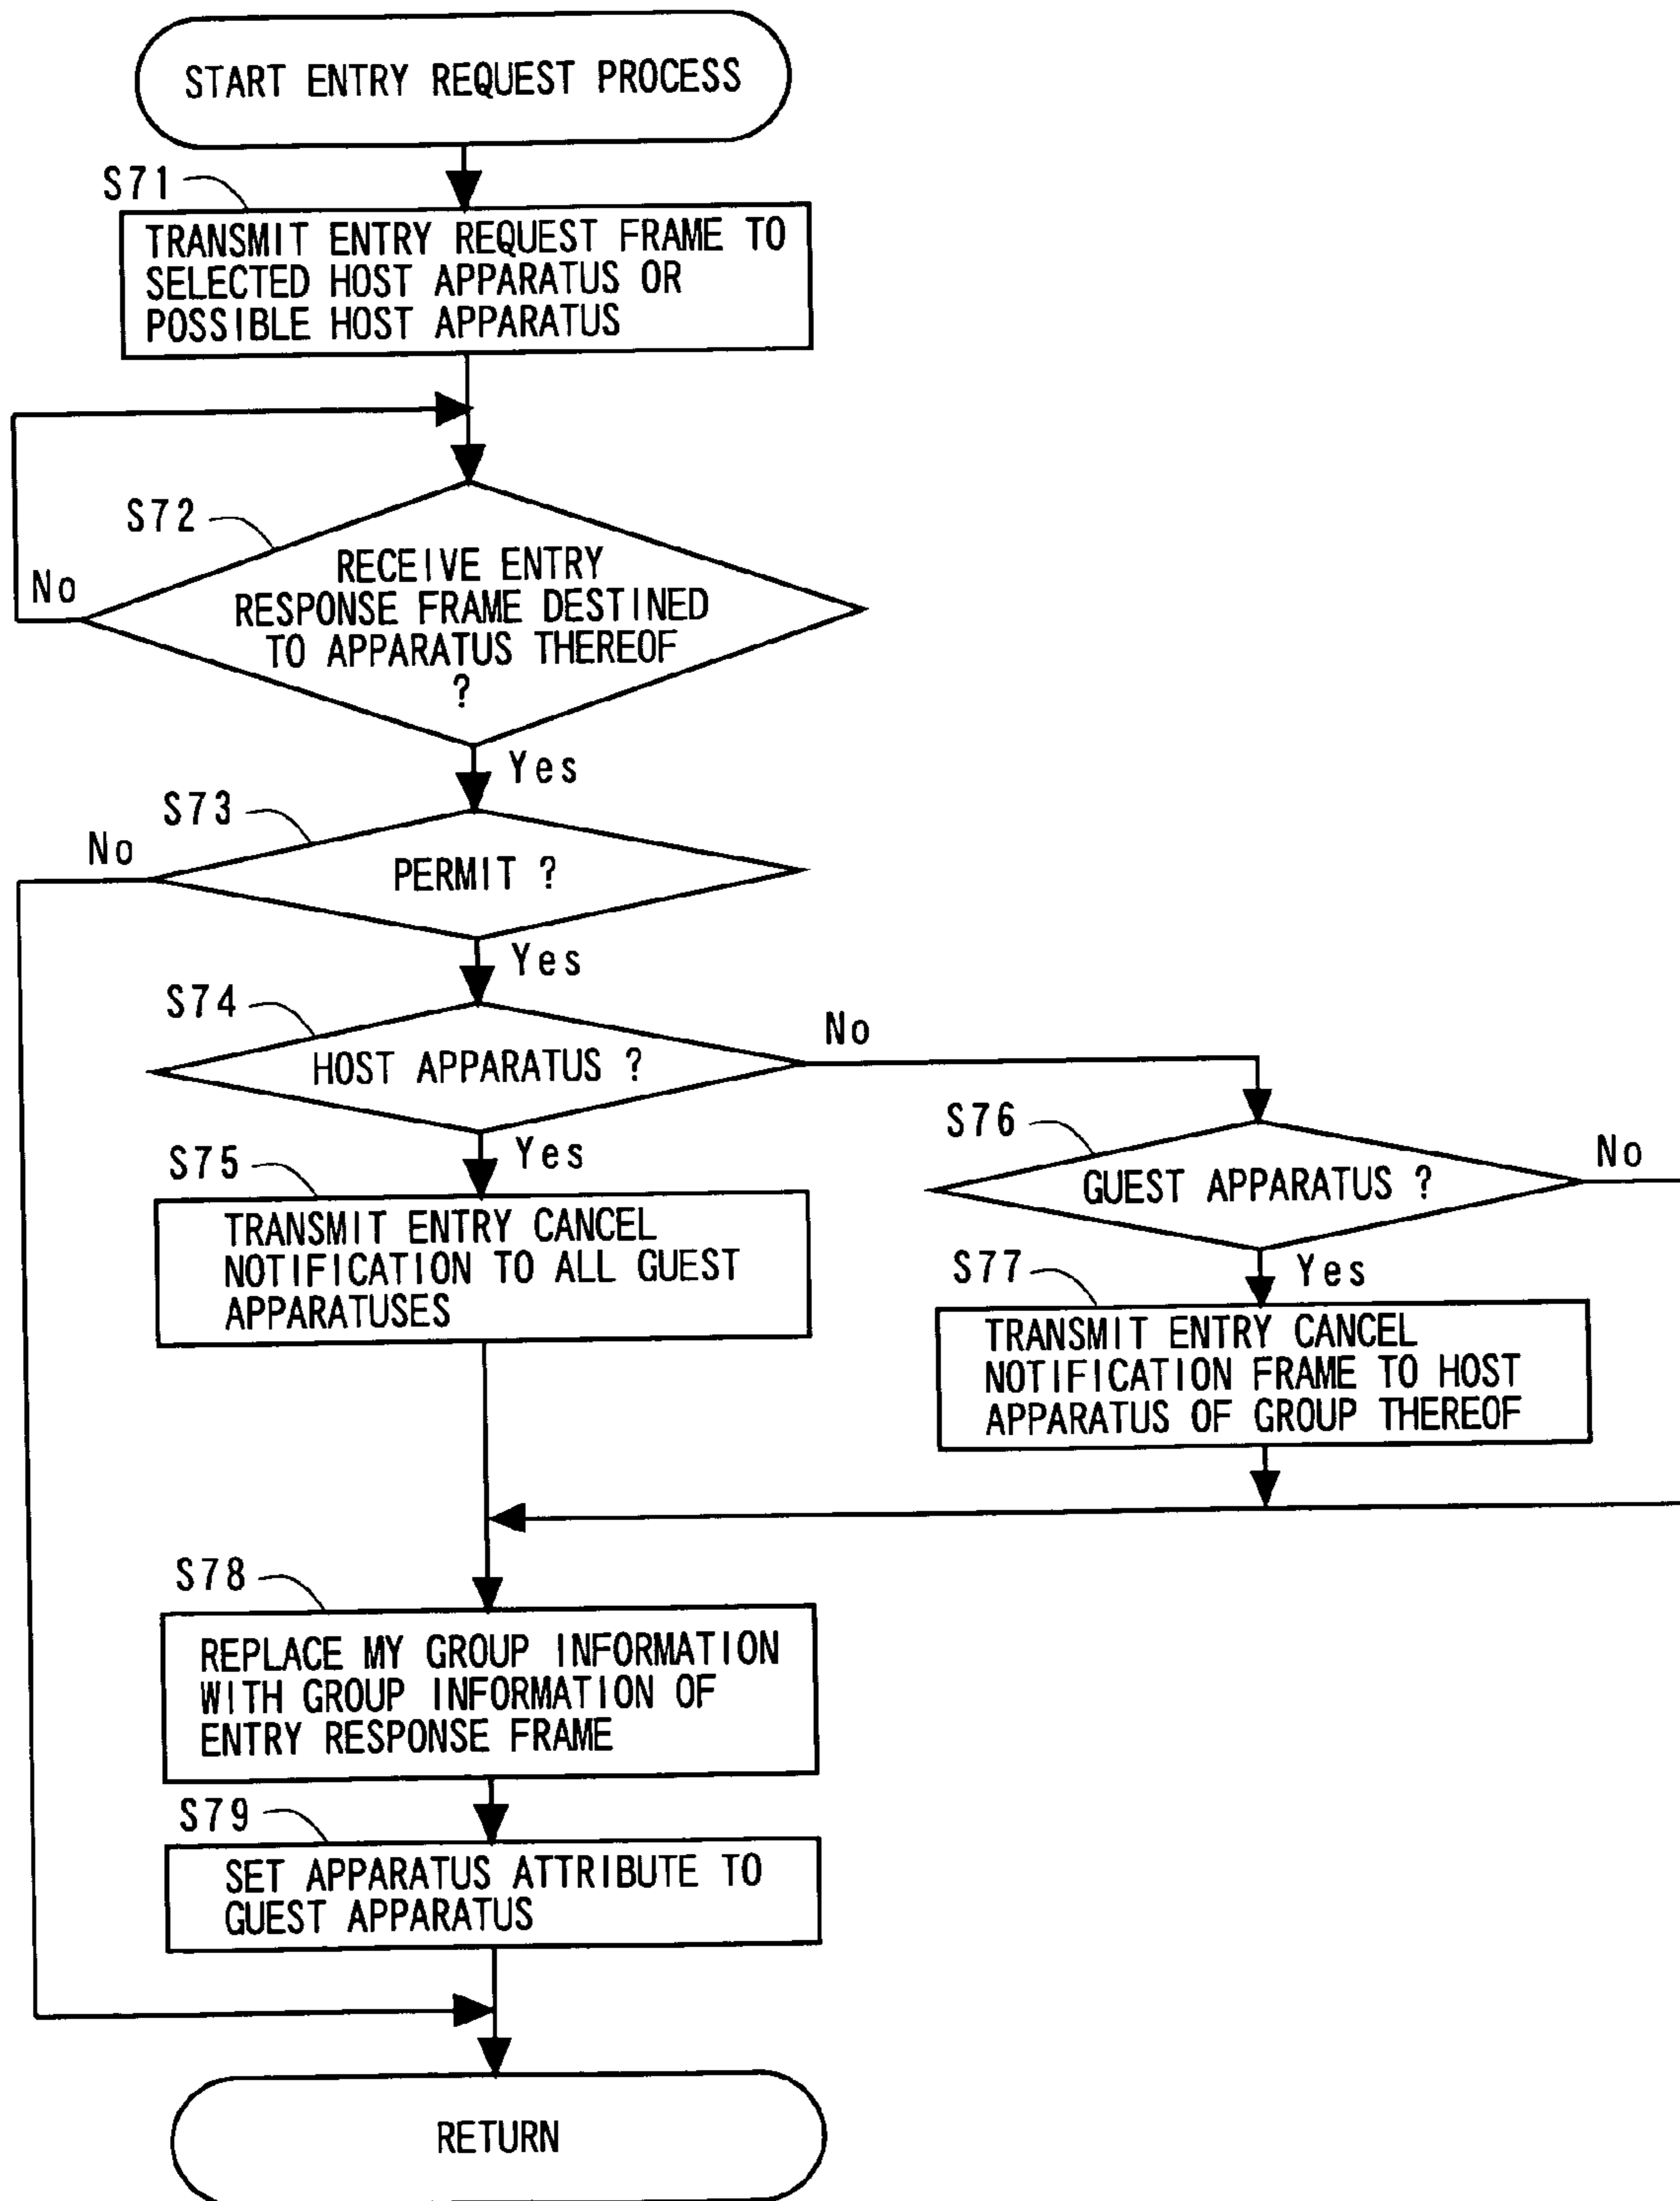 START ENTRY REQUEST PROCESS
S71
TRANSMIT ENTRY REQUEST FRAME TO
SELECTED HOST APPARATUS OR
POSSIBLE HOST APPARATUS
S72
No
RECEIVE ENTRY
RESPONSE FRAME DESTINED
TO APPARATUS THEREOF
?
Yes
S73
No
PERMIT ?
Yes
S74
HOST APPARATUS ?
No
Yes
S75
TRANSMIT ENTRY CANCEL
NOTIFICATION TO ALL GUEST
APPARATUSES
S76
GUEST APPARATUS ?
No
Yes
S77
TRANSMIT ENTRY CANCEL
NOTIFICATION FRAME TO HOST
APPARATUS OF GROUP THEREOF
S78
REPLACE MY GROUP INFORMATION
WITH GROUP INFORMATION OF
ENTRY RESPONSE FRAME
S79
SET APPARATUS ATTRIBUTE TO
GUEST APPARATUS
RETURN